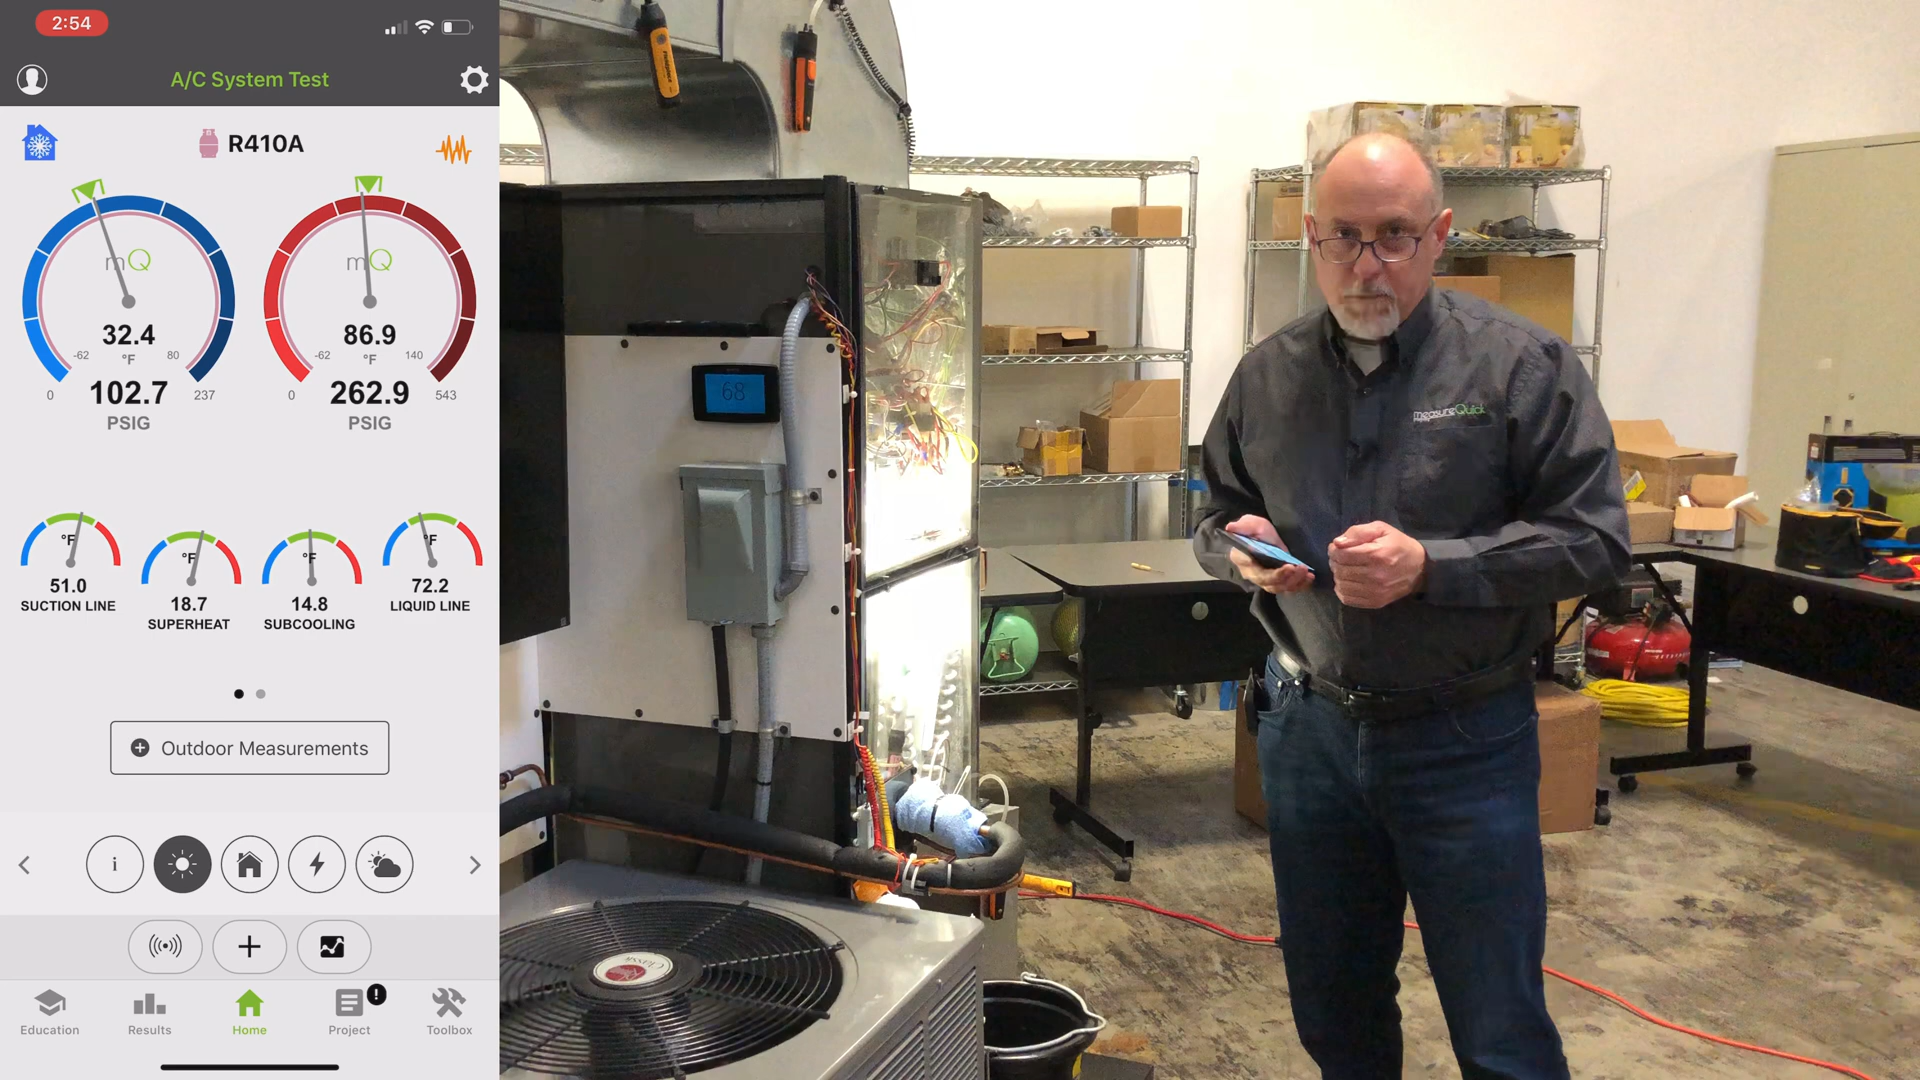 2:54
A/C System Test
R410A
mQ
mQ
32.4
°F
-62
80
102.7
0
237
PSIG
86.9
°F
-62
140
262.9
0
543
PSIG
°F
51.0
SUCTION LINE
°F
18.7
SUPERHEAT
°F
14.8
SUBCOOLING
°F
72.2
LIQUID LINE
Outdoor Measurements
i
Education
Results
Home
!
Project
Toolbox
68
measureQuick
Classic